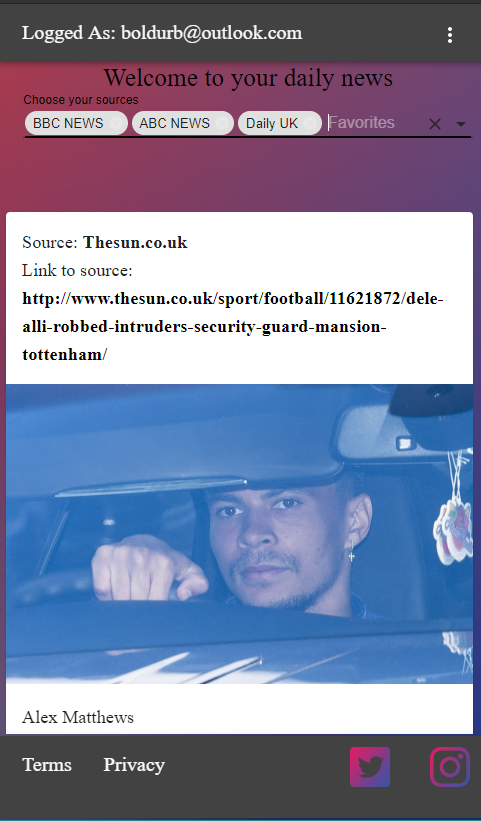 Logged As: boldurb@outlook.com
Welcome to your daily news
Choose your sources
BBC NEWS ABC NEWS Daily UK Favorites
Source: Thesun.co.uk
Link to source:
http://www.thesun.co.uk/sport/football/11621872/dele-
alli-robbed-intruders-security-guard-mansion-
tottenham/
Alex Matthews
Terms Privacy